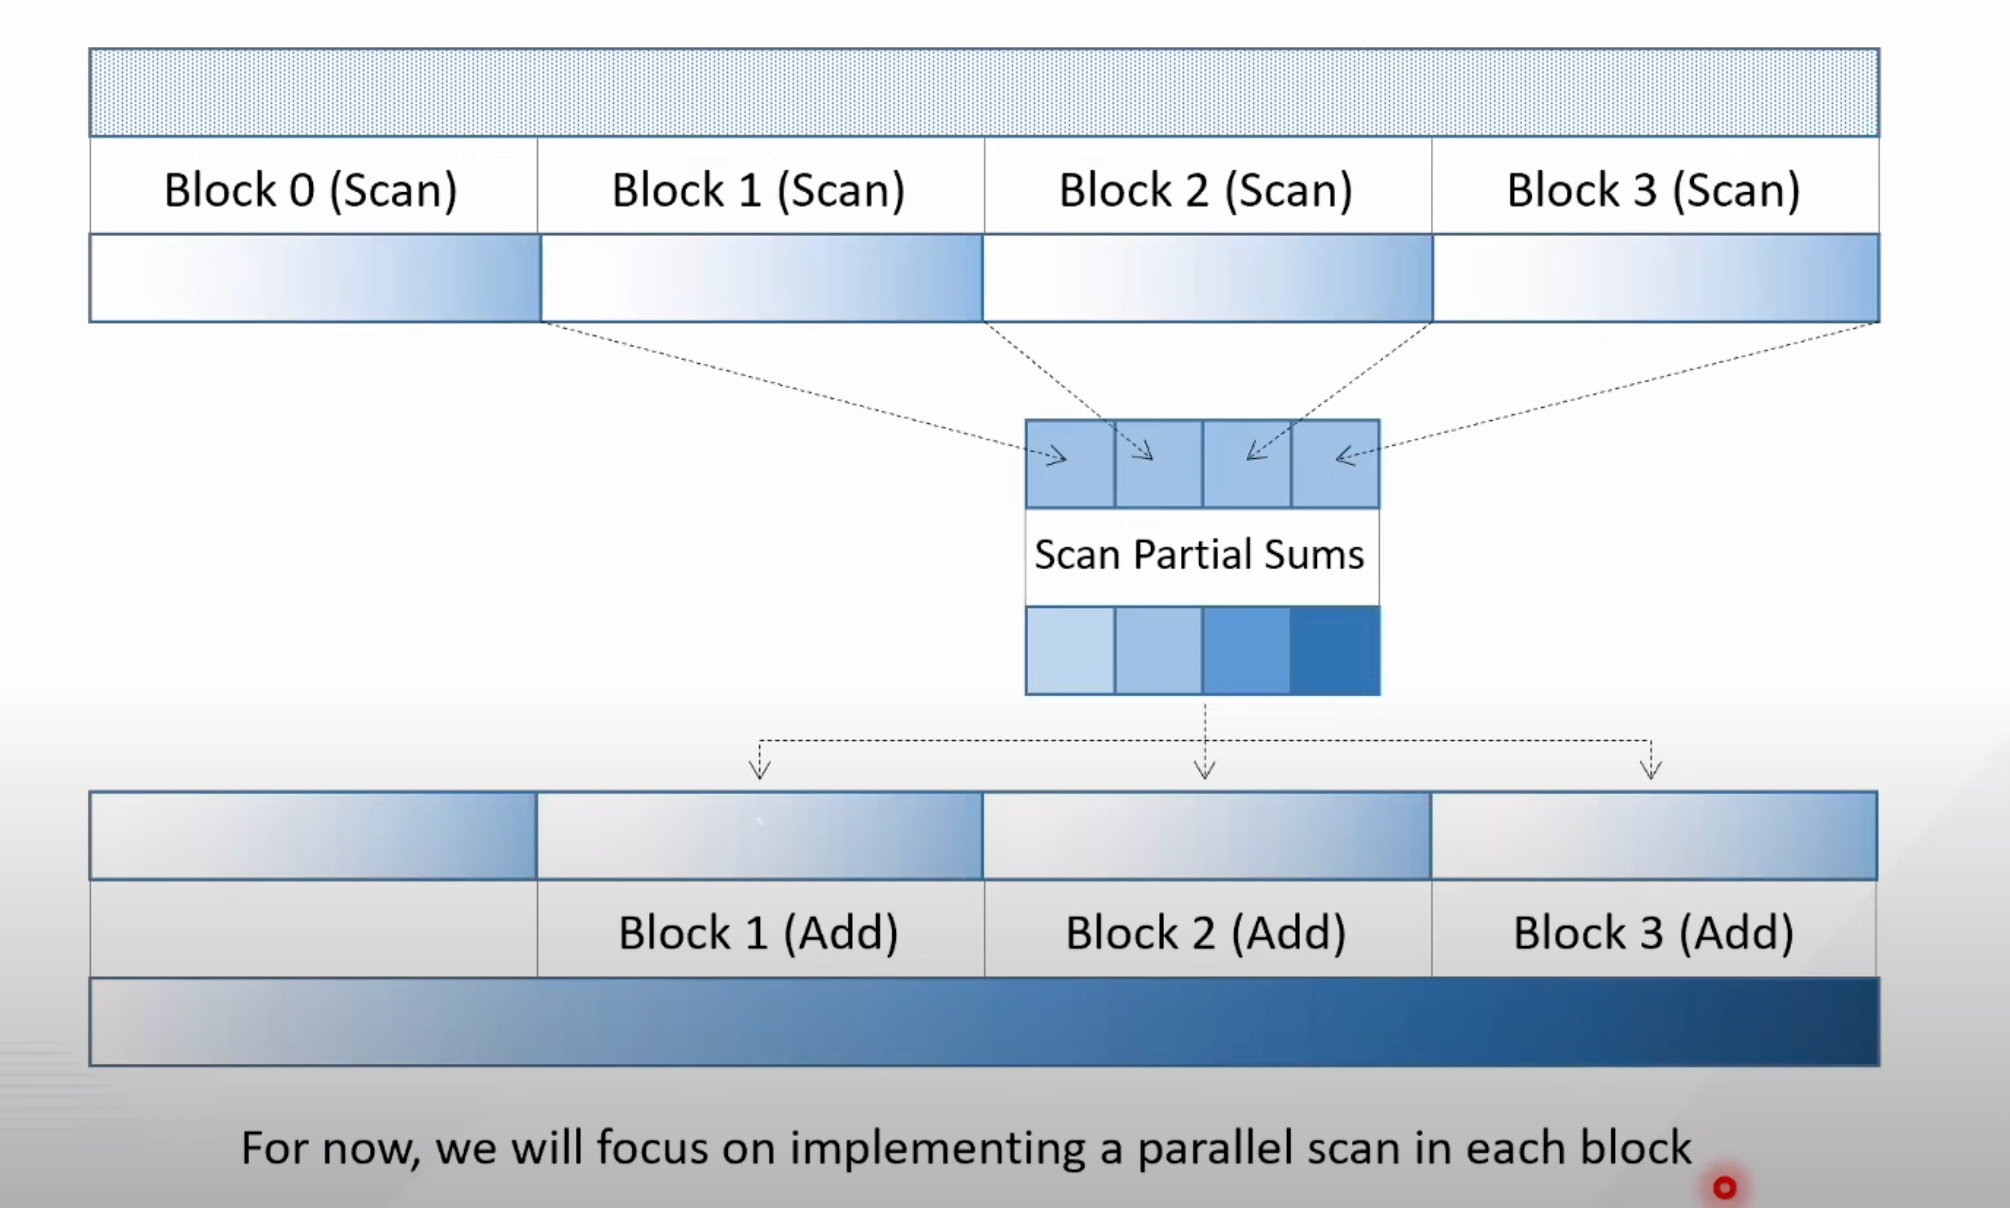 Block 0 (Scan)
Block 1 (Scan)
Block 2 (Scan)
Block 3 (Scan)
Scan Partial Sums
Block 1 (Add)
Block 2 (Add)
Block 3 (Add)
For now, we will focus on implementing a parallel scan in each block